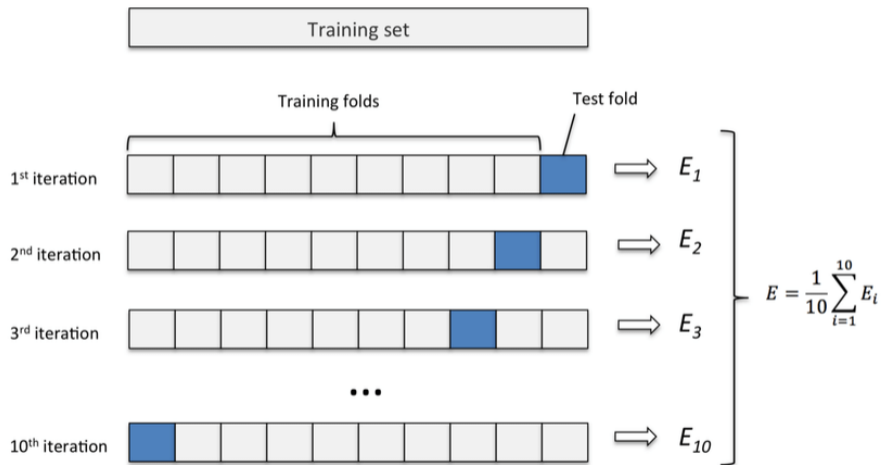 Training set
Training folds
Test fold
1st iteration
E1
2nd iteration
E2
3rd iteration
E3
E = 1/10 ∑ i=1 10 Ei
...
10th iteration
E10